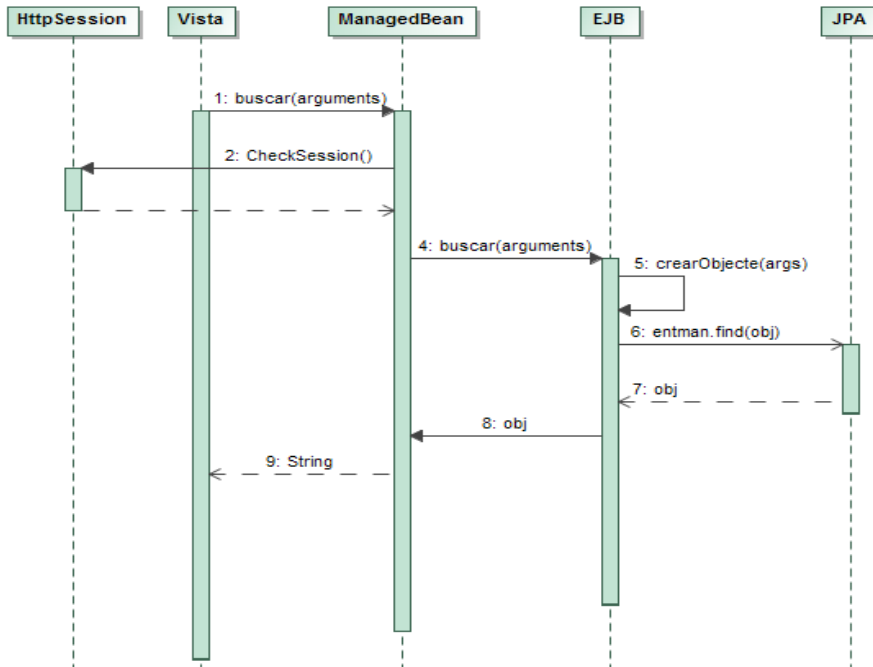 HttpSession
Vista
ManagedBean
EJB
JPA
1: buscar(arguments)
2: CheckSession()
4: buscar(arguments)
5: crearObjecte(args)
6: entman.find(obj)
7: obj
8: obj
9: String